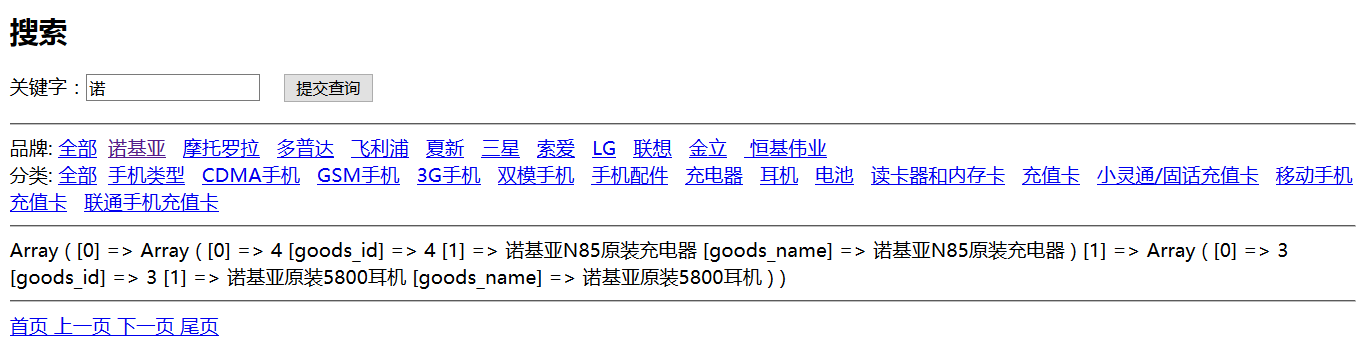 搜索
关键字：诺 提交查询
品牌: 全部 诺基亚 摩托罗拉 多普达 飞利浦 夏新 三星 索爱 LG 联想 金立 恒基伟业
分类: 全部 手机类型 CDMA手机 GSM手机 3G手机 双模手机 手机配件 充电器 耳机 电池 读卡器和内存卡 充值卡 小灵通/固话充值卡 移动手机
充值卡 联通手机充值卡
Array ( [0] => Array ( [0] => 4 [goods_id] => 4 [1] => 诺基亚N85原装充电器 [goods_name] => 诺基亚N85原装充电器 ) [1] => Array ( [0] => 3
[goods_id] => 3 [1] => 诺基亚原装5800耳机 [goods_name] => 诺基亚原装5800耳机 ) )
首页 上一页 下一页 尾页